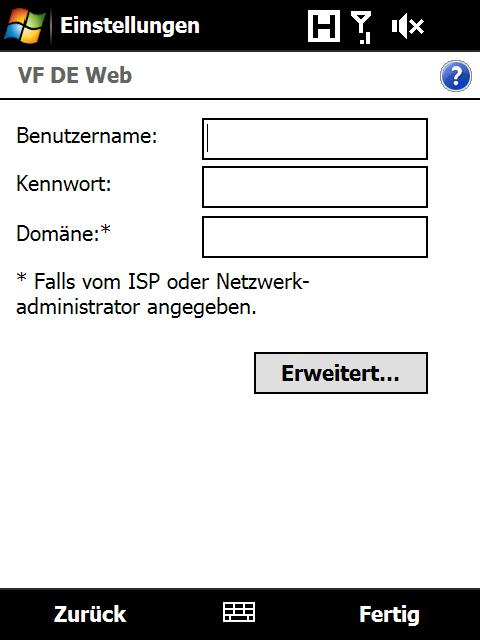 Einstellungen
H
VF DE Web
?
Benutzername:
Kennwort:
Domäne:*
* Falls vom ISP oder Netzwerk-
administrator angegeben.
Erweitert...
Zurück
Fertig